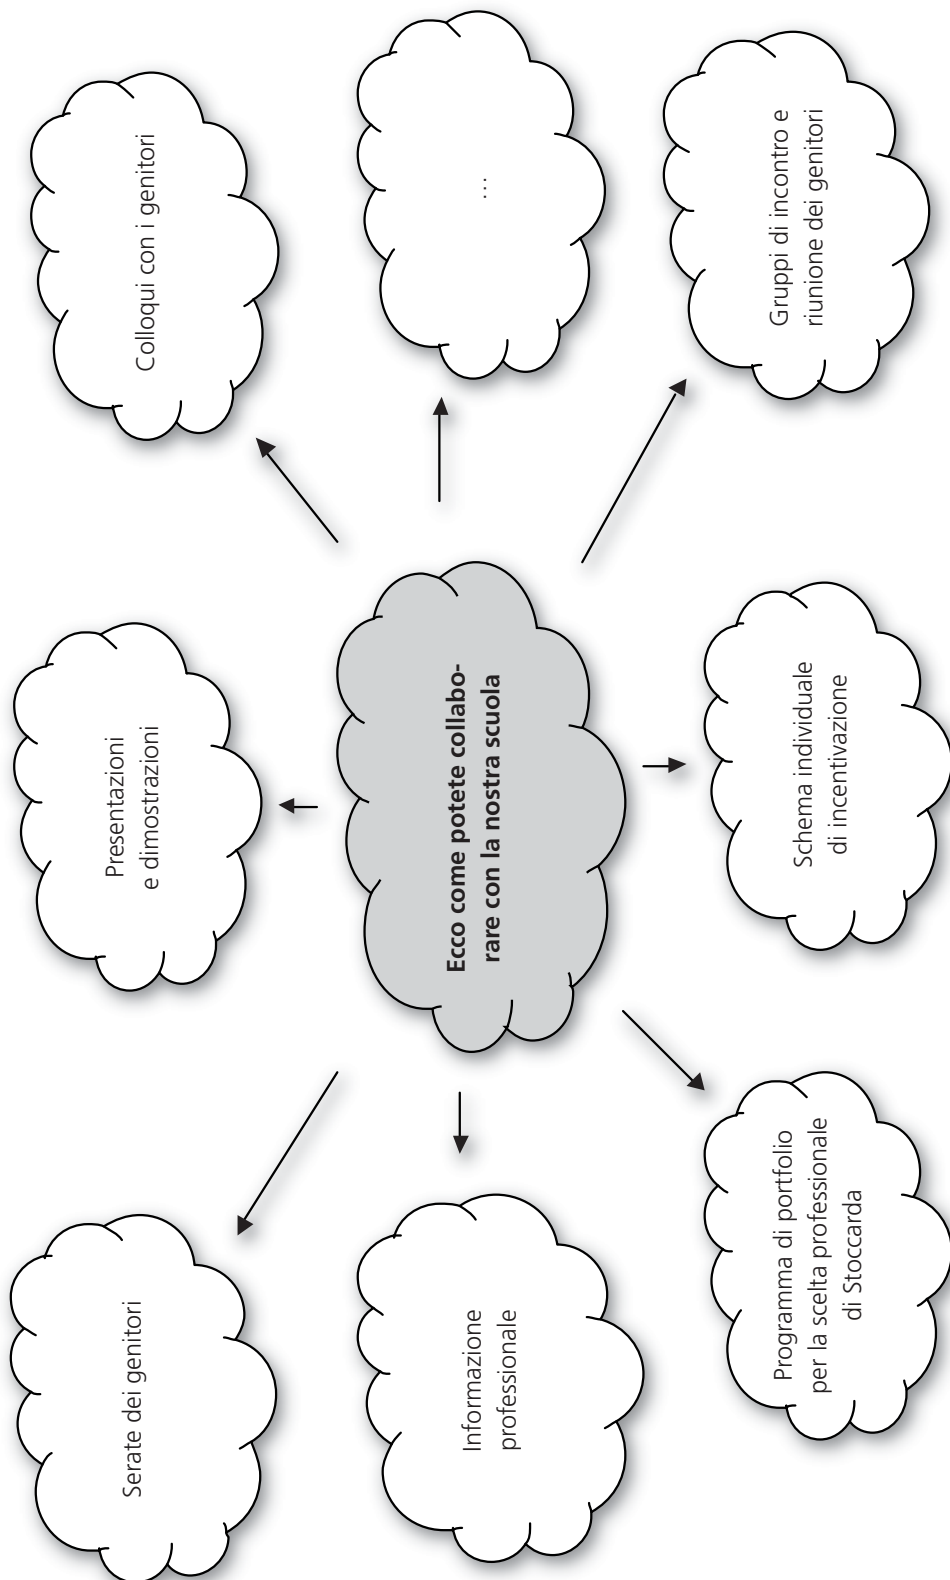 Serate dei genitori
Presentazioni
e dimostrazioni
Colloqui con i genitori
Informazione
professionale
Ecco come potete collabo-
rare con la nostra scuola
...
Programma di portfolio
per la scelta professionale
di Stoccarda
Schema individuale
di incentivazione
Gruppi di incontro e
riunione dei genitori